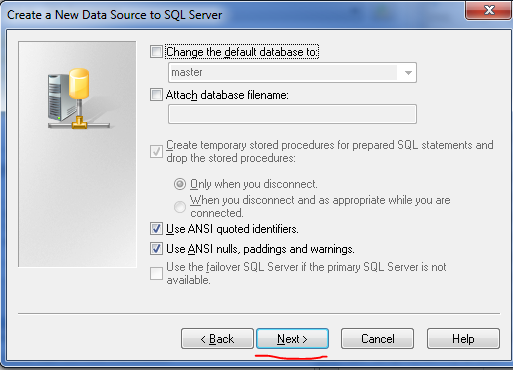 Create a New Data Source to SQL Server
Change the default database to:
master
Attach database filename:
Create temporary stored procedures for prepared SQL statements and
drop the stored procedures:
Only when you disconnect.
When you disconnect and as appropriate while you are
connected.
Use ANSI quoted identifiers.
Use ANSI nulls, paddings and warnings.
Use the failover SQL Server if the primary SQL Server is not
available.
< Back
Next >
Cancel
Help